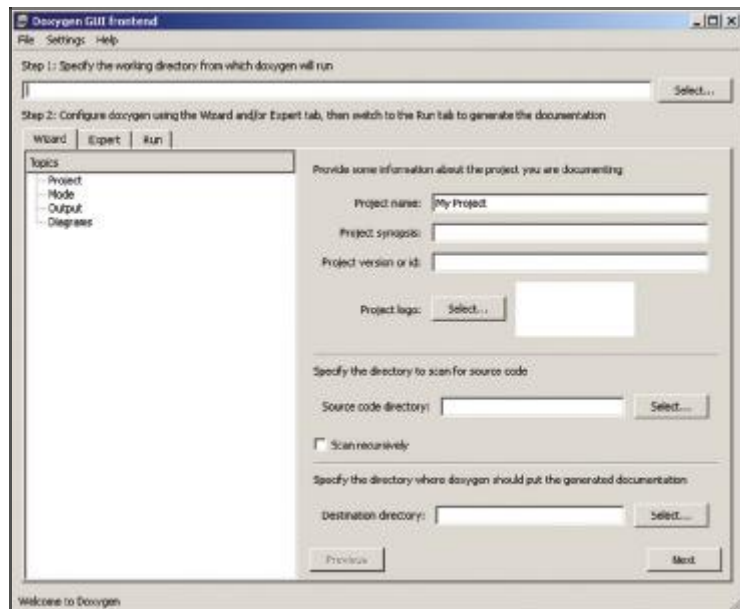 Doxygen GUI frontend
File Settings Help
Step 1: Specify the working directory from which doxygen will run
Select...
Step 2: Configure doxygen using the Wizard and/or Expert tab, then switch to the Run tab to generate the documentation
Wizard Expert Run
Topics
Project
Mode
Output
Diagrams
Provide some information about the project you are documenting
Project name: My Project
Project synopsis:
Project version or id:
Project logo: Select...
Specify the directory to scan for source code
Source code directory: Select...
Scan recursively
Specify the directory where doxygen should put the generated documentation
Destination directory: Select...
Previous Next
Welcome to Doxygen